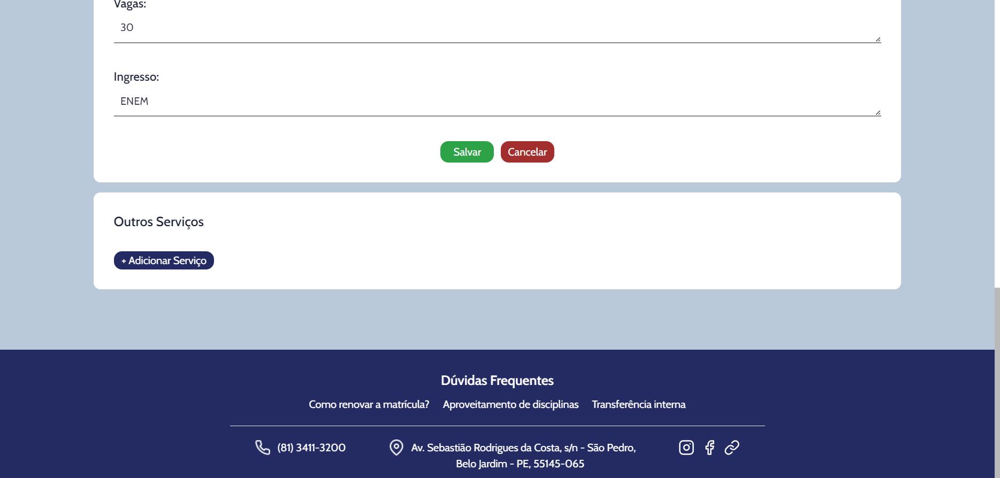 Vagas:
30
Ingresso:
ENEM
Salvar Cancelar
Outros Serviços
+ Adicionar Serviço
Dúvidas Frequentes
Como renovar a matrícula? Aproveitamento de disciplinas Transferência interna
(81) 3411-3200
Av. Sebastião Rodrigues da Costa, s/n - São Pedro,
Belo Jardim - PE, 55145-065